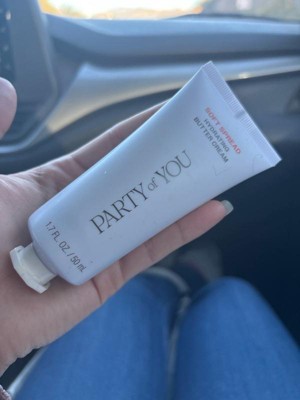 SOFT SPREAD
HYDRATING
BUTTER CREAM
PARTY of YOU
1.7 FL OZ. / 50 mL